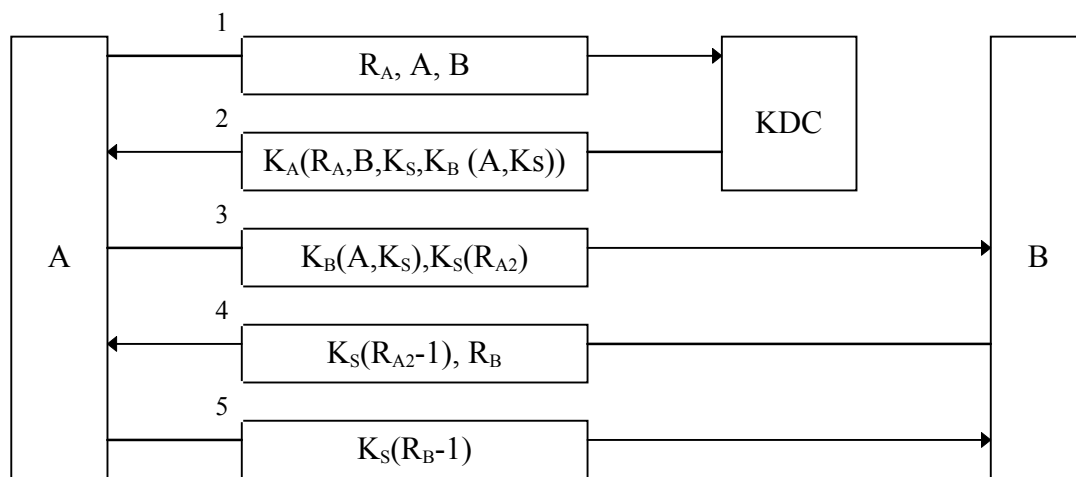 1
R_A, A, B
KDC
2
K_A(R_A,B,K_S,K_B (A,Ks))
3
A
K_B(A,K_S),K_S(R_A2)
B
4
K_S(R_A2-1), R_B
5
K_S(R_B-1)